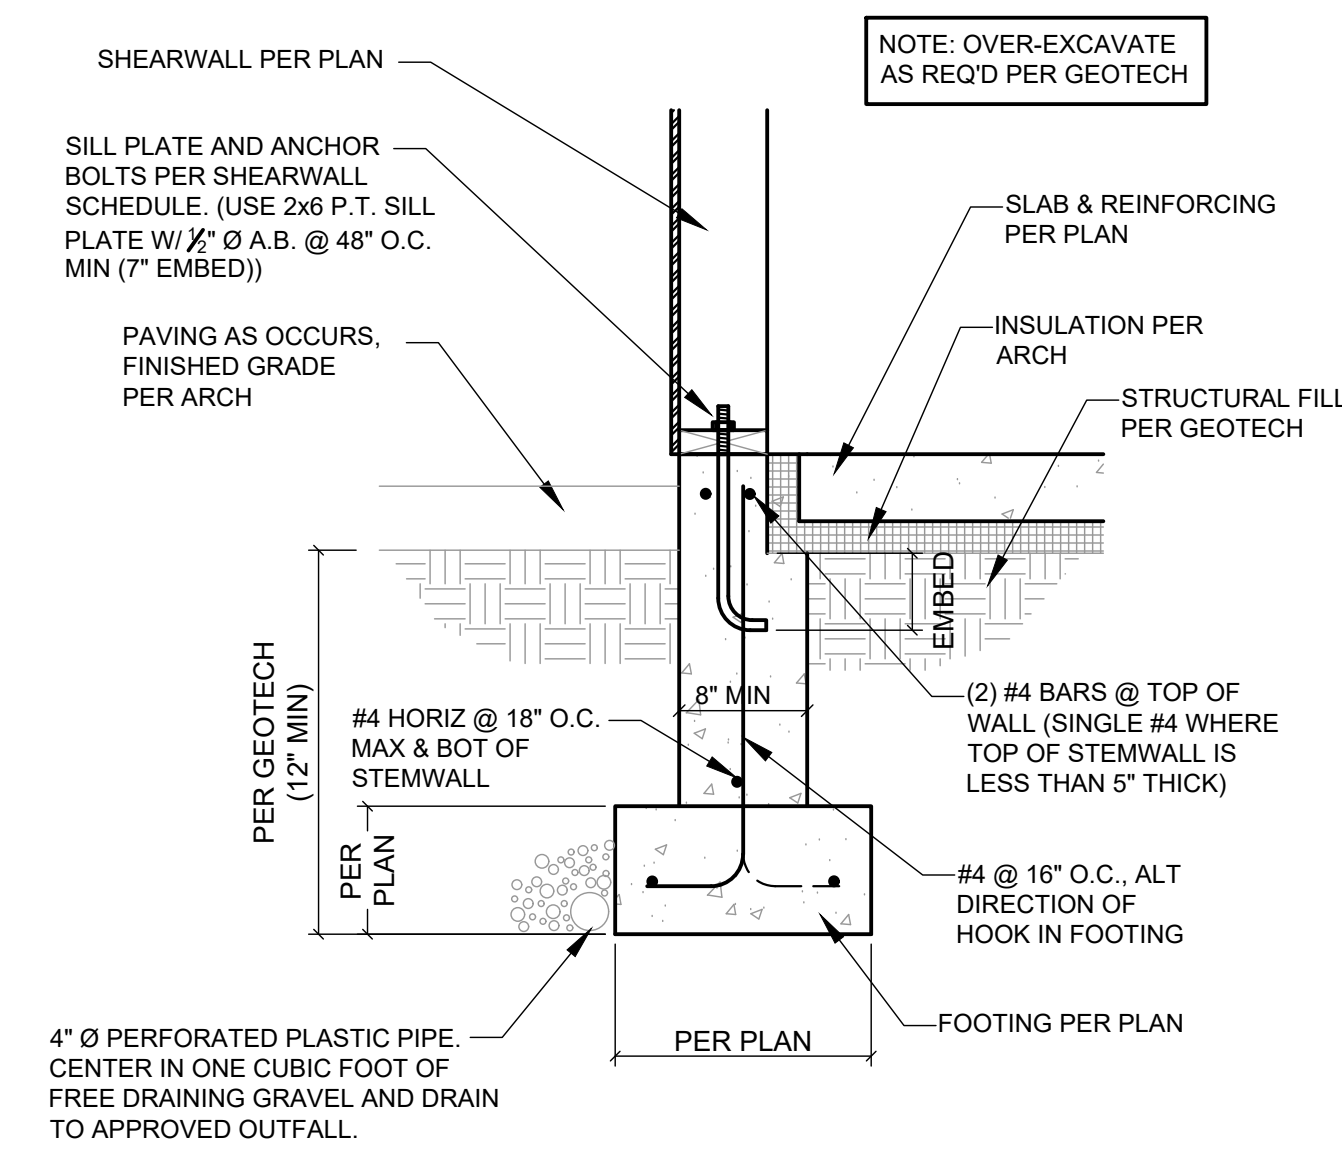 NOTE: OVER-EXCAVATE
AS REQ'D PER GEOTECH
SHEARWALL PER PLAN
SILL PLATE AND ANCHOR
BOLTS PER SHEARWALL
SCHEDULE. (USE 2x6 P.T. SILL
PLATE W/ ½" Ø A.B. @ 48" O.C.
MIN (7" EMBED))
PAVING AS OCCURS,
FINISHED GRADE
PER ARCH
SLAB & REINFORCING
PER PLAN
INSULATION PER
ARCH
STRUCTURAL FILL
PER GEOTECH
EMBED
8" MIN
PER GEOTECH
(12" MIN)
#4 HORIZ @ 18" O.C.
MAX & BOT OF
STEMWALL
(2) #4 BARS @ TOP OF
WALL (SINGLE #4 WHERE
TOP OF STEMWALL IS
LESS THAN 5" THICK)
PER
PLAN
#4 @ 16" O.C., ALT
DIRECTION OF
HOOK IN FOOTING
FOOTING PER PLAN
PER PLAN
4" Ø PERFORATED PLASTIC PIPE.
CENTER IN ONE CUBIC FOOT OF
FREE DRAINING GRAVEL AND DRAIN
TO APPROVED OUTFALL.